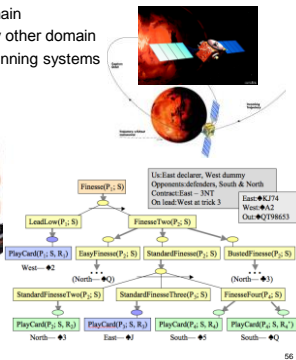 main
y other domain
nning systems
Us:East declarer, West dummy
Opponents:defenders, South & North
Contract:East – 3NT
On lead:West at trick 3
East:♠KJ74
West:♠A2
Out:♠QT98653
Finesse(P₁; S)
LeadLow(P₁; S)
FinesseTwo(P₂; S)
PlayCard(P₁; S, R₁)
EasyFinesse(P₂; S)
StandardFinesse(P₂; S)
BustedFinesse(P₂; S)
West—♠2
(North—♠Q)
(North—♠3)
StandardFinesseTwo(P₂; S)
StandardFinesseThree(P₃; S)
FinesseFour(P₄; S)
PlayCard(P₂; S, R₂)
PlayCard(P₃; S, R₃)
PlayCard(P₄; S, R₄)
PlayCard(P₄; S, R₄’)
North—♠3
East—♠J
South—♠5
South—♠Q
56